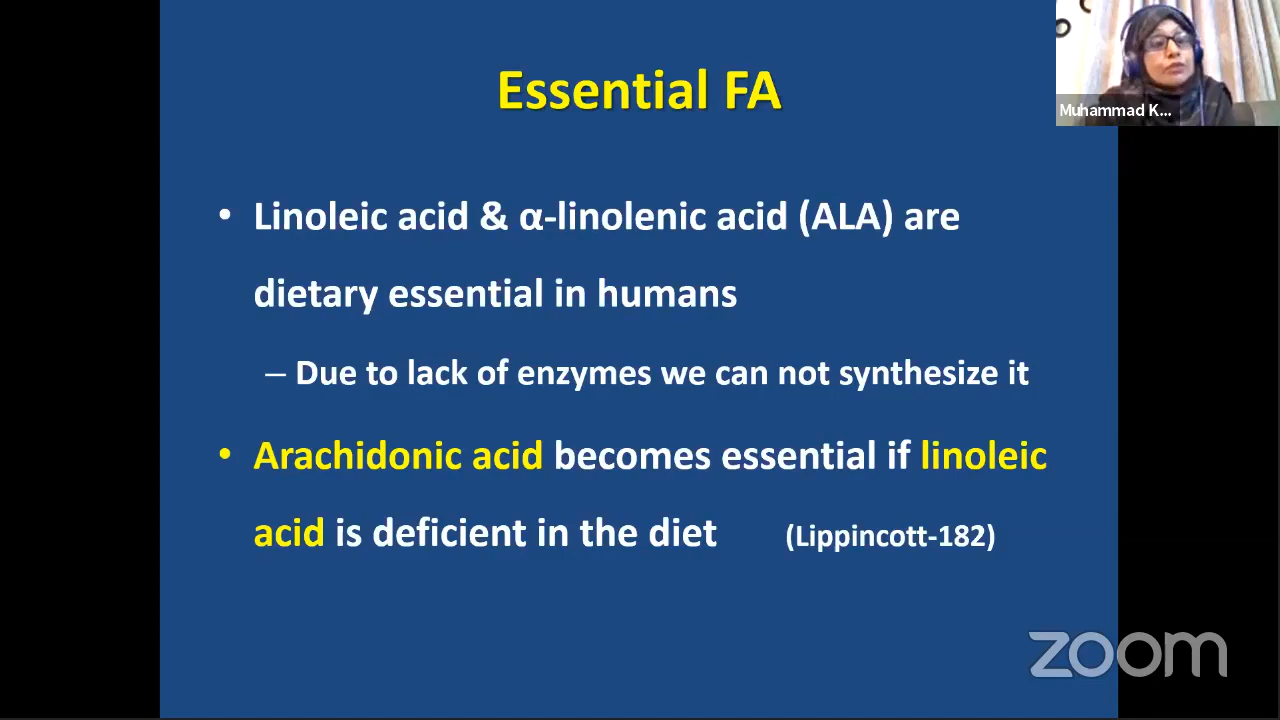 Essential FA
Muhammad K...
• Linoleic acid & α-linolenic acid (ALA) are
dietary essential in humans
– Due to lack of enzymes we can not synthesize it
• Arachidonic acid becomes essential if linoleic
acid is deficient in the diet (Lippincott-182)
zoom